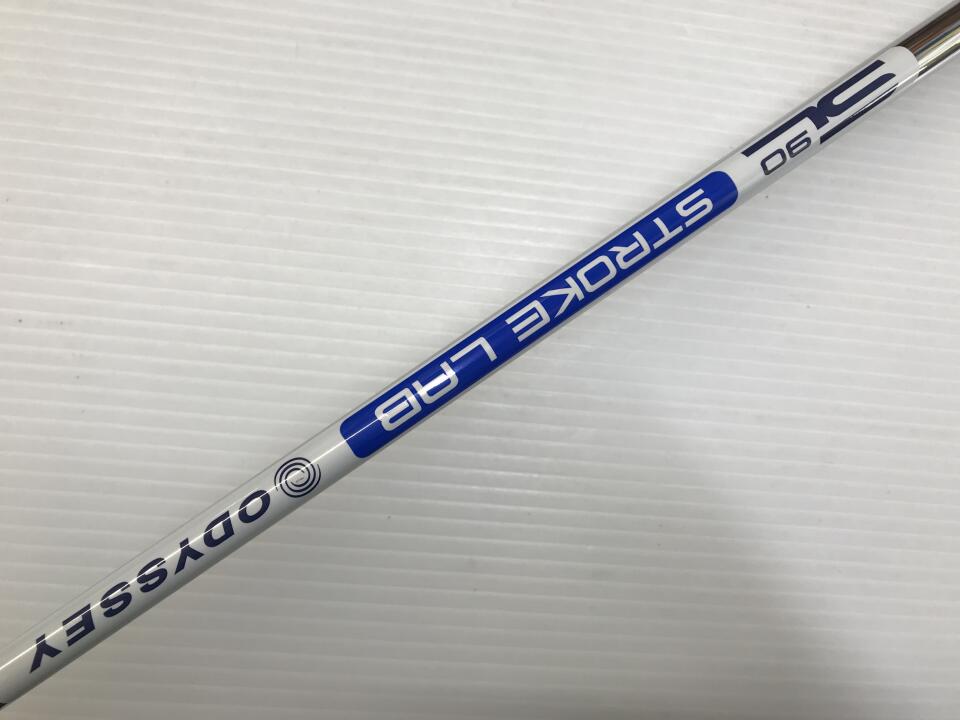 SL
90
STROKE LAB
ODYSSEY